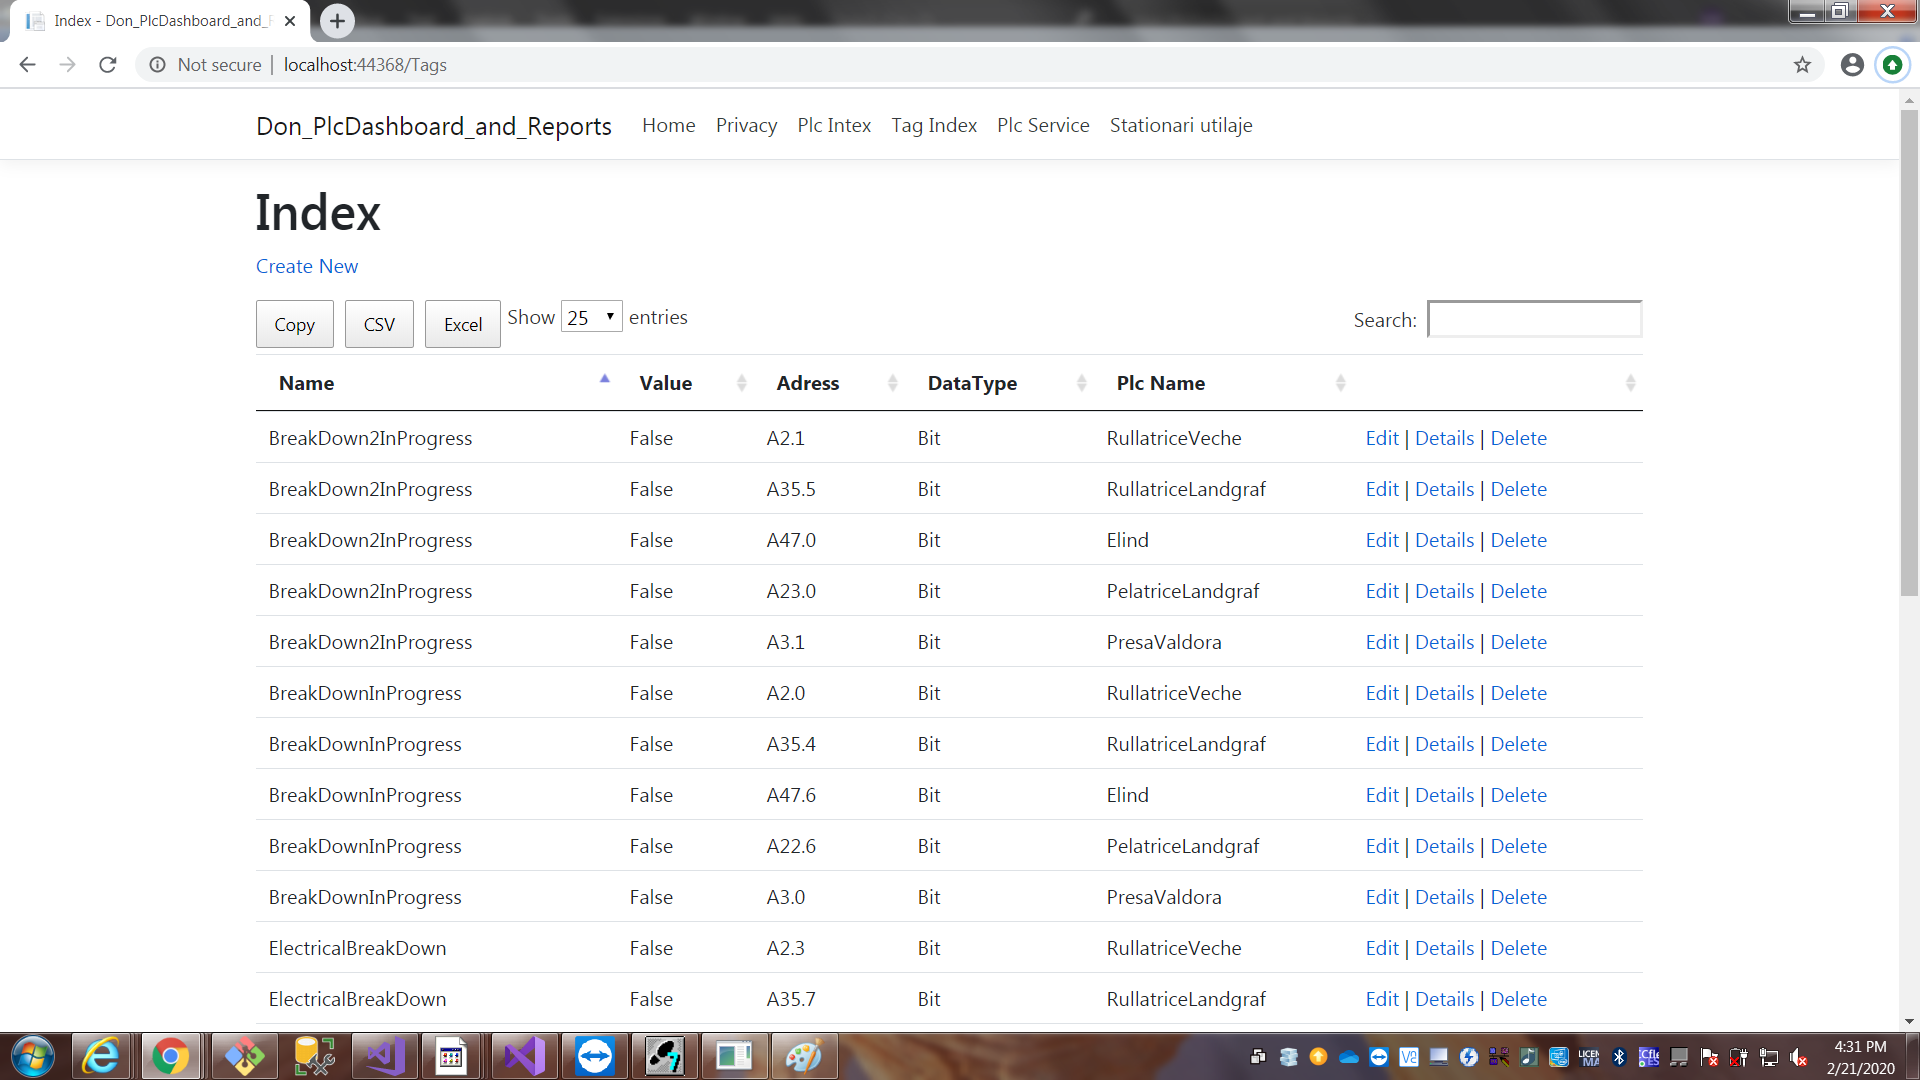 Index - Don_PlcDashboard_and_R
Not secure | localhost:44368/Tags
Don_PlcDashboard_and_Reports Home Privacy Plc Intex Tag Index Plc Service Stationari utilaje
Index
Create New
Copy CSV Excel Show 25 entries Search:
Name Value Adress DataType Plc Name
BreakDown2InProgress False A2.1 Bit RullatriceVeche Edit | Details | Delete
BreakDown2InProgress False A35.5 Bit RullatriceLandgraf Edit | Details | Delete
BreakDown2InProgress False A47.0 Bit Elind Edit | Details | Delete
BreakDown2InProgress False A23.0 Bit PelatriceLandgraf Edit | Details | Delete
BreakDown2InProgress False A3.1 Bit PresaValdora Edit | Details | Delete
BreakDownInProgress False A2.0 Bit RullatriceVeche Edit | Details | Delete
BreakDownInProgress False A35.4 Bit RullatriceLandgraf Edit | Details | Delete
BreakDownInProgress False A47.6 Bit Elind Edit | Details | Delete
BreakDownInProgress False A22.6 Bit PelatriceLandgraf Edit | Details | Delete
BreakDownInProgress False A3.0 Bit PresaValdora Edit | Details | Delete
ElectricalBreakDown False A2.3 Bit RullatriceVeche Edit | Details | Delete
ElectricalBreakDown False A35.7 Bit RullatriceLandgraf Edit | Details | Delete
4:31 PM
2/21/2020